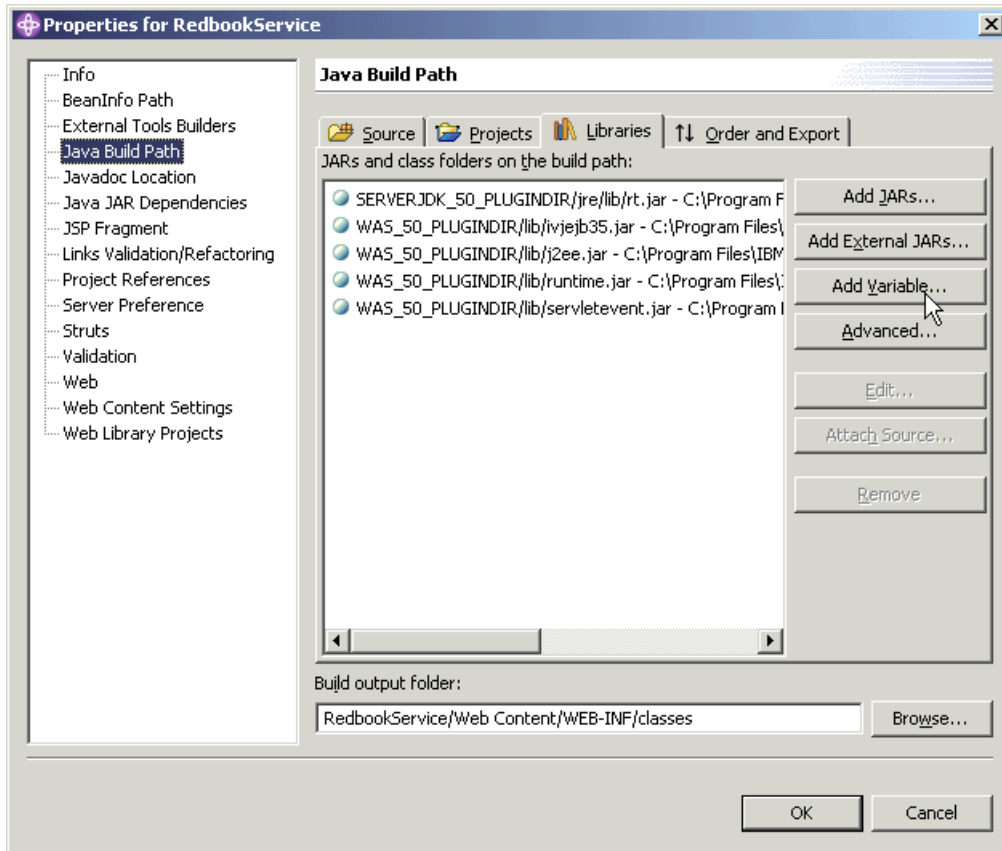 Properties for RedbookService
Info
BeanInfo Path
External Tools Builders
Java Build Path
Javadoc Location
Java JAR Dependencies
JSP Fragment
Links Validation/Refactoring
Project References
Server Preference
Struts
Validation
Web
Web Content Settings
Web Library Projects
Java Build Path
Source Projects Libraries Order and Export
JARs and class folders on the build path:
SERVERJDK_50_PLUGINDIR/jre/lib/rt.jar - C:\Program F
WAS_50_PLUGINDIR/lib/ivjejb35.jar - C:\Program Files\
WAS_50_PLUGINDIR/lib/j2ee.jar - C:\Program Files\IBM
WAS_50_PLUGINDIR/lib/runtime.jar - C:\Program Files\
WAS_50_PLUGINDIR/lib/servletevent.jar - C:\Program
Add JARs...
Add External JARs...
Add Variable...
Advanced...
Edit...
Attach Source...
Remove
Build output folder:
RedbookService/Web Content/WEB-INF/classes
Browse...
OK
Cancel